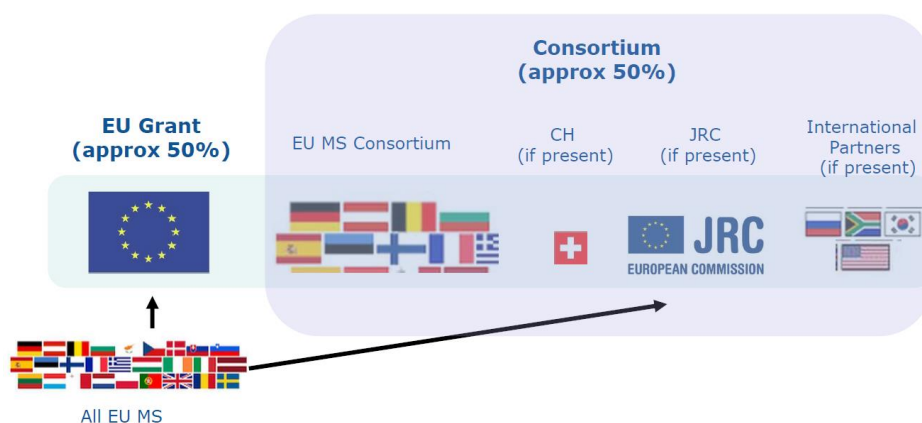 Consortium
(approx 50%)
EU Grant
(approx 50%)
EU MS Consortium
CH
(if present)
JRC
(if present)
International
Partners
(if present)
JRC
EUROPEAN COMMISSION
All EU MS